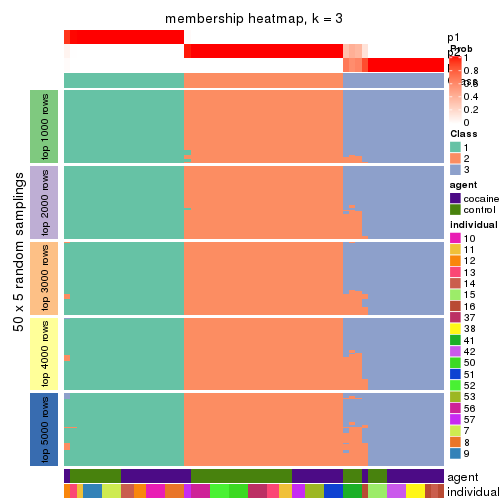 membership heatmap, k = 3
p1
p2
Prob
1
0.8
0.6
0.4
0.2
0
Class
1
2
3
agent
cocaine
control
individual
10
11
12
13
14
15
16
37
38
41
42
50
51
52
53
56
57
7
8
9
50 x 5 random samplings
top 1000 rows
top 2000 rows
top 3000 rows
top 4000 rows
top 5000 rows
agent
individual